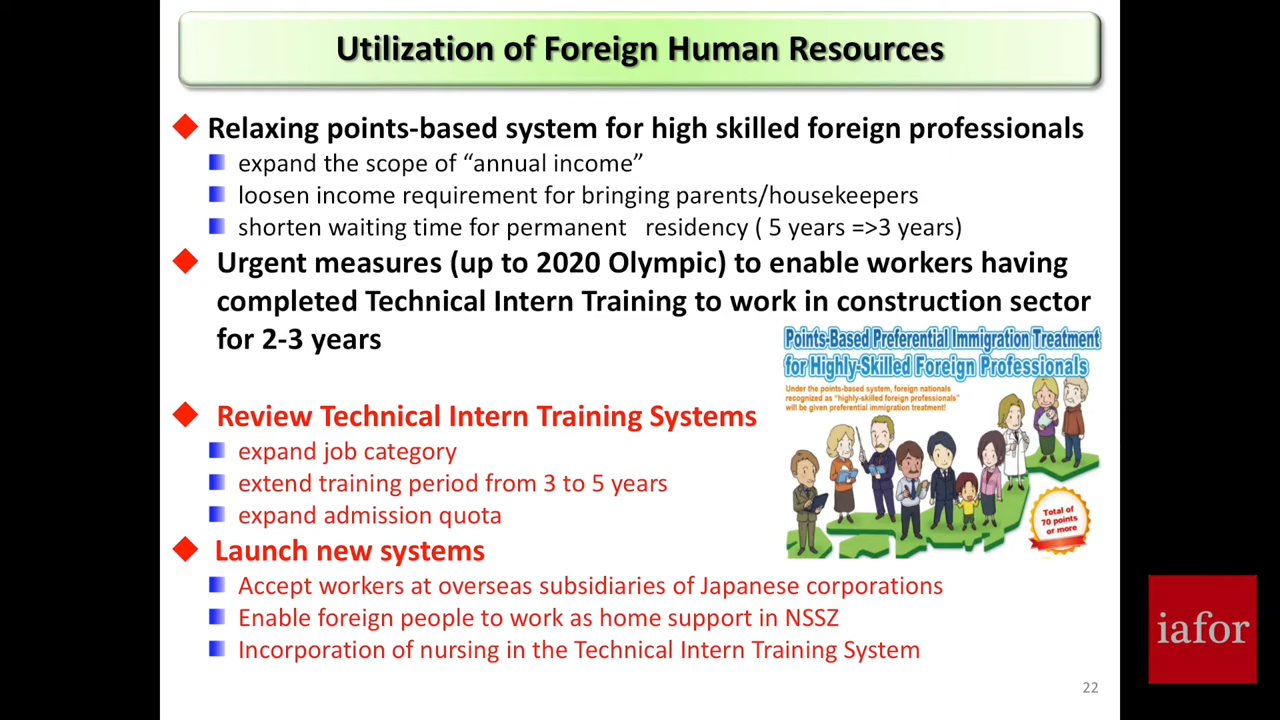 Utilization of Foreign Human Resources
Relaxing points-based system for high skilled foreign professionals
expand the scope of “annual income”
loosen income requirement for bringing parents/housekeepers
shorten waiting time for permanent   residency ( 5 years =>3 years)
Urgent measures (up to 2020 Olympic) to enable workers having
completed Technical Intern Training to work in construction sector
for 2-3 years
Points-Based Preferential Immigration Treatment
for Highly-Skilled Foreign Professionals
Under the points-based system, foreign nationals
recognized as “highly-skilled foreign professionals”
will be given preferential immigration treatment!
Total of
70 points
or more
Review Technical Intern Training Systems
expand job category
extend training period from 3 to 5 years
expand admission quota
Launch new systems
Accept workers at overseas subsidiaries of Japanese corporations
Enable foreign people to work as home support in NSSZ
Incorporation of nursing in the Technical Intern Training System
22
iafor